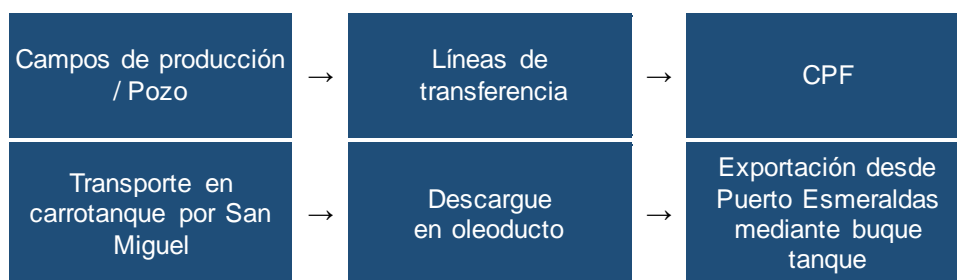 Campos de producción
/ Pozo
→
Líneas de
transferencia
→
CPF
Transporte en
carrotanque por San
Miguel
→
Descargue
en oleoducto
→
Exportación desde
Puerto Esmeraldas
mediante buque
tanque